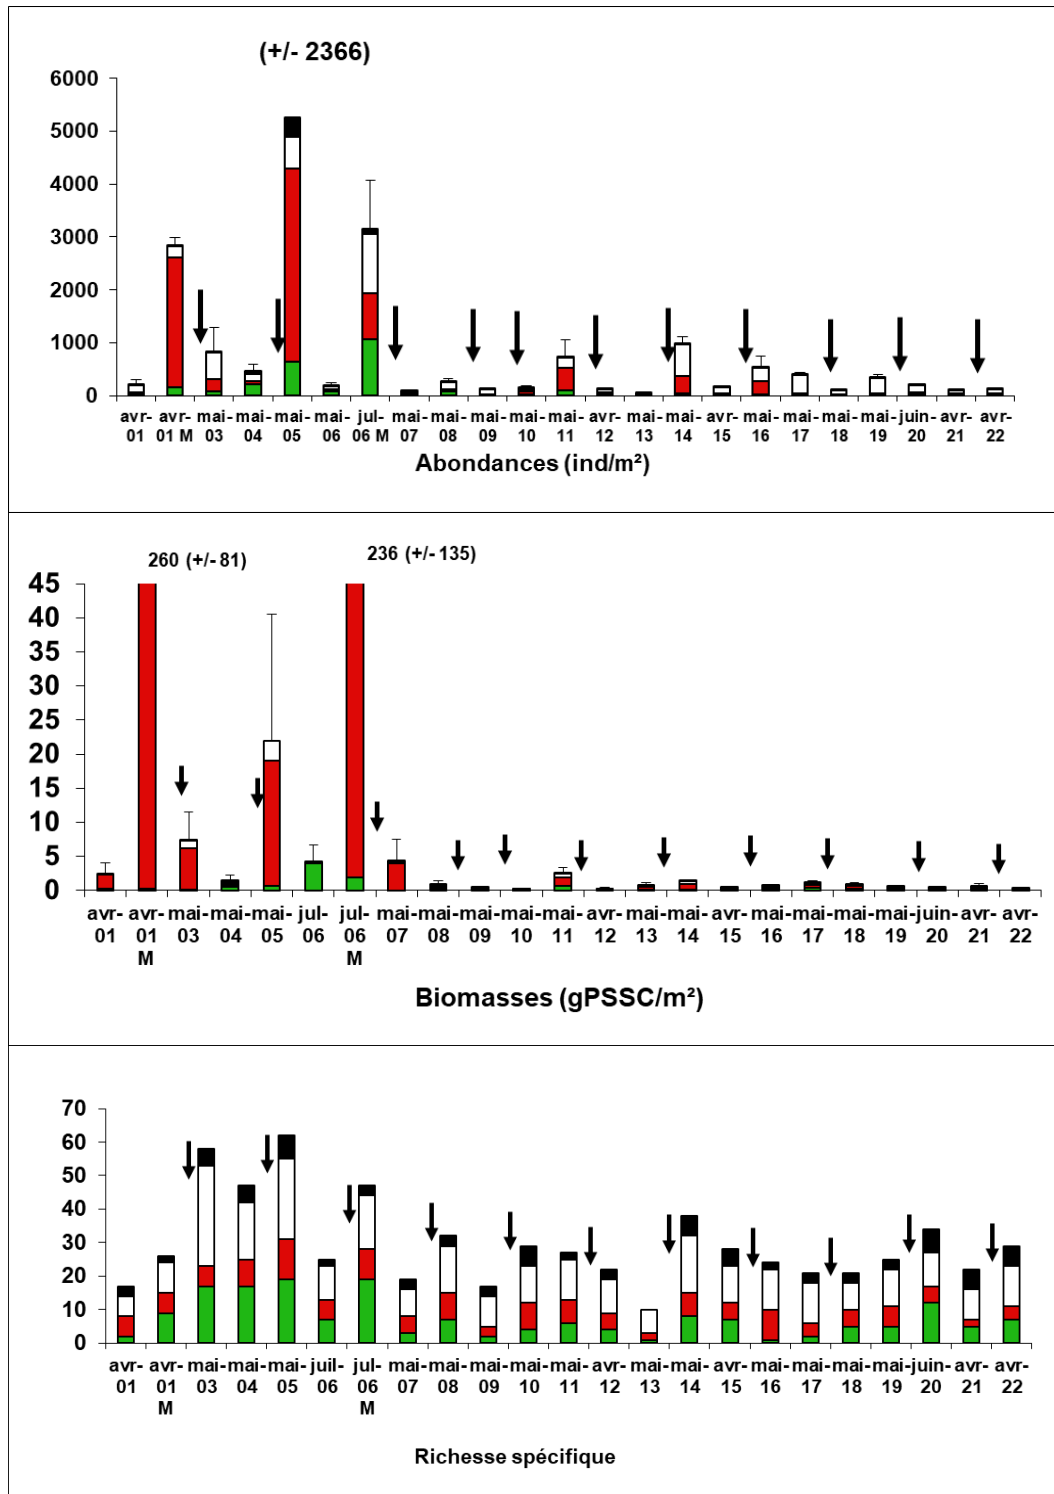 (+/- 2366)
6000
5000
4000
3000
2000
1000
0
avr- avr- mai- mai- mai- mai- jul- mai- mai- mai- mai- mai- avr- mai- mai- avr- mai- mai- mai- mai- juin- avr- avr-
01 01 M 03 04 05 06 06 M 07 08 09 10 11 12 13 14 15 16 17 18 19 20 21 22
Abondances (ind/m²)
260 (+/- 81)
236 (+/- 135)
45
40
35
30
25
20
15
10
5
0
avr- avr- mai- mai- mai- jul- jul- mai- mai- mai- mai- mai- avr- mai- mai- avr- mai- mai- mai- mai- juin- avr- avr-
01 01 03 04 05 06 06 07 08 09 10 11 12 13 14 15 16 17 18 19 20 21 22
M M
Biomasses (gPSSC/m²)
70
60
50
40
30
20
10
0
avr- avr- mai- mai- mai- juil- jul- mai- mai- mai- mai- mai- avr- mai- mai- avr- mai- mai- mai- mai- juin- avr- avr-
01 01 03 04 05 06 06 07 08 09 10 11 12 13 14 15 16 17 18 19 20 21 22
M M
Richesse spécifique